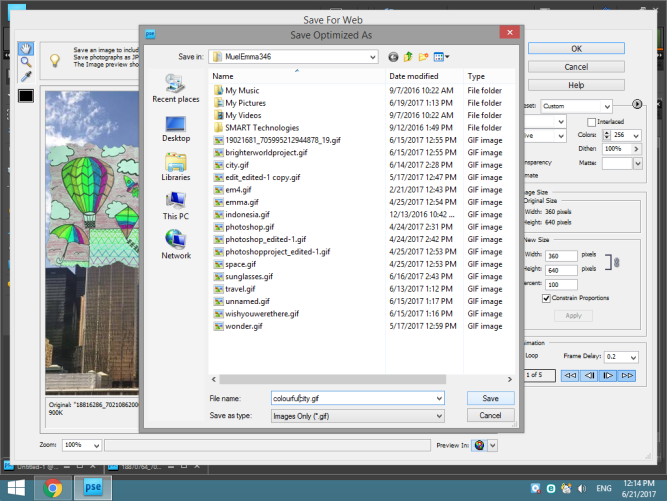 Save For Web
pse
Save Optimized As
Save an image to includ
Save photographs as JP
The Image preview sho
Save in:
MuelEmma346
Name
Date modified
Type
My Music
9/7/2016 10:22 AM
File folder
My Pictures
6/19/2017 1:13 PM
File folder
My Videos
9/7/2016 10:22 AM
File folder
SMART Technologies
9/12/2016 1:49 PM
File folder
19021681_705995212944878_19.gif
6/15/2017 12:55 PM
GIF image
brighterworldproject.gif
6/15/2017 12:55 PM
GIF image
city.gif
6/14/2017 2:28 PM
GIF image
edit_edited-1 copy.gif
5/17/2017 12:47 PM
GIF image
em4.gif
2/21/2017 12:43 PM
GIF image
emma.gif
4/25/2017 12:54 PM
GIF image
indonesia.gif
12/13/2016 10:42 ...
GIF image
photoshop.gif
4/24/2017 2:31 PM
GIF image
photoshop_edited-1.gif
4/24/2017 2:42 PM
GIF image
photoshopproject_edited-1.gif
4/25/2017 12:53 PM
GIF image
space.gif
4/25/2017 12:53 PM
GIF image
sunglasses.gif
6/16/2017 2:43 PM
GIF image
travel.gif
6/13/2017 1:12 PM
GIF image
unnamed.gif
6/15/2017 1:17 PM
GIF image
wishyouwerethere.gif
6/15/2017 1:16 PM
GIF image
wonder.gif
5/17/2017 12:59 PM
GIF image
Recent places
Desktop
Libraries
This PC
Network
File name:
colourfulcity.gif
Save
Save as type:
Images Only (*.gif)
Cancel
OK
Cancel
Help
eset:
Custom
Interlaced
ive
Colors:
256
Dither:
100%
nsparency
Matte:
mate
mage Size
Original Size
Width: 360 pixels
Height: 640 pixels
New Size
Width:
360
pixels
Height:
640
pixels
ercent:
100
Constrain Proportions
Apply
nimation
Loop
Frame Delay:
0.2
1 of 5
Original: "18816286_7021086200
900K
Zoom:
100%
Preview In:
Untitled-1 @...
18870764_70...
pse
ENG
12:14 PM
6/21/2017